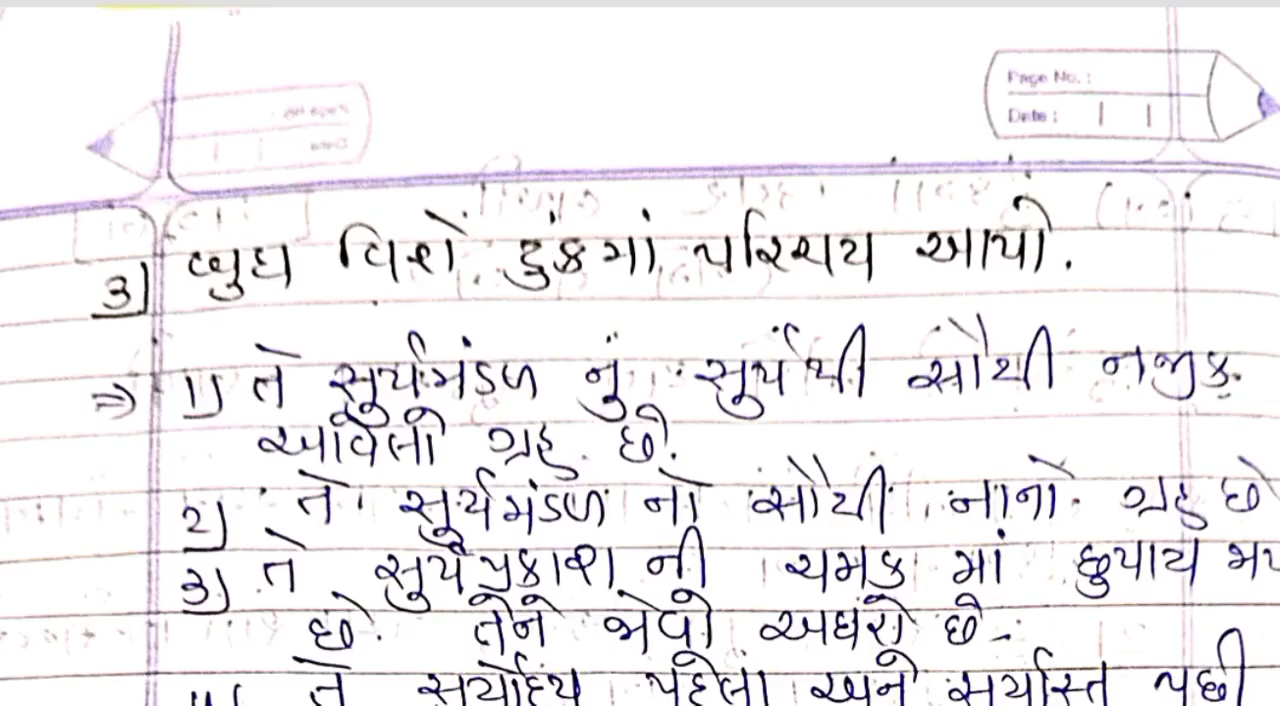 Page No. :
Date :
3) બુધ વિશે ટુંકમાં પરિચય આપો.
⇒ 1) તે સૂર્યમંડળ નું સુર્યથી સૌથી નજીક
આવેલો ગ્રહ છે.
2) તે સૂર્યમંડળ નો સૌથી નાનો ગ્રહ છે
3) તે સુર્યપ્રકાશ ની ચમક માં છુપાય જાય
છે. તેને જોવો અઘરો છે.
તે સૂર્યોદય પહેલા અને સૂર્યાસ્ત પછી